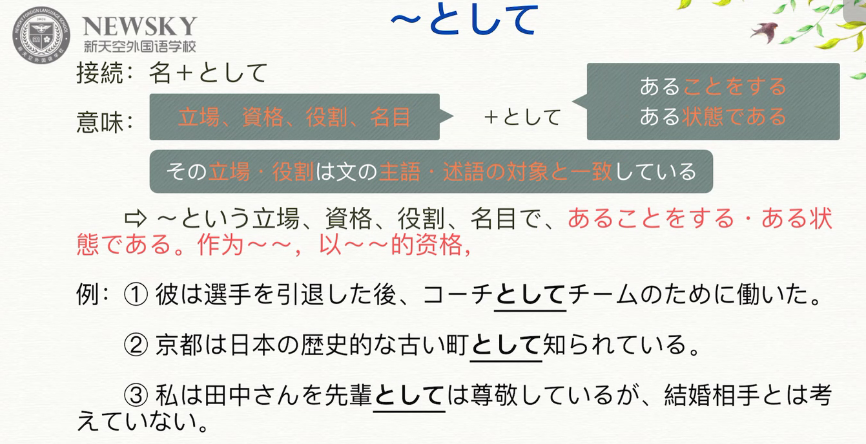 NEWSKY
新天空外国语学校
～として
接続：名＋として
意味：
立場、資格、役割、名目
＋として
あることをする
ある状態である
その立場・役割は文の主語・述語の対象と一致している
⇨ ～という立場、資格、役割、名目で、あることをする・ある状
態である。作为～～，以～～的资格，
例：① 彼は選手を引退した後、コーチとしてチームのために働いた。
② 京都は日本の歴史的な古い町として知られている。
③ 私は田中さんを先輩としては尊敬しているが、結婚相手とは考
えていない。